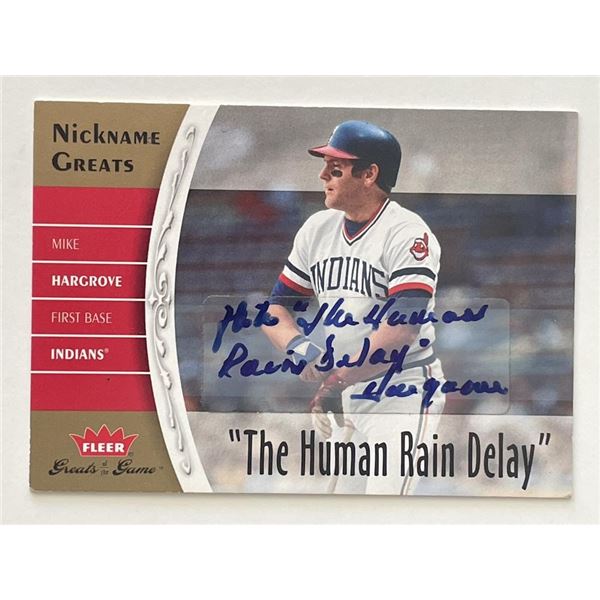 Nickname
Greats
MIKE
HARGROVE
FIRST BASE
INDIANS®
INDIANS
Mike "The Human
Rain Delay"
Hargrove
FLEER
Greats of the Game™
"The Human Rain Delay"